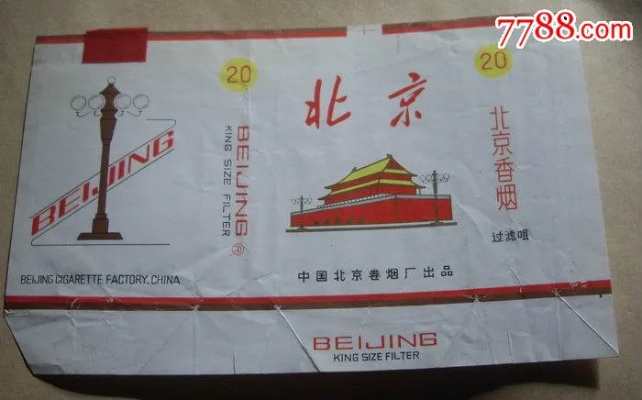 7788.com
20
BEIJING
BEIJING CIGARETTE FACTORY, CHINA
BEIJING
KING SIZE FILTER
北京
中国北京卷烟厂出品
20
北京香烟
过滤咀
BEIJING
KING SIZE FILTER